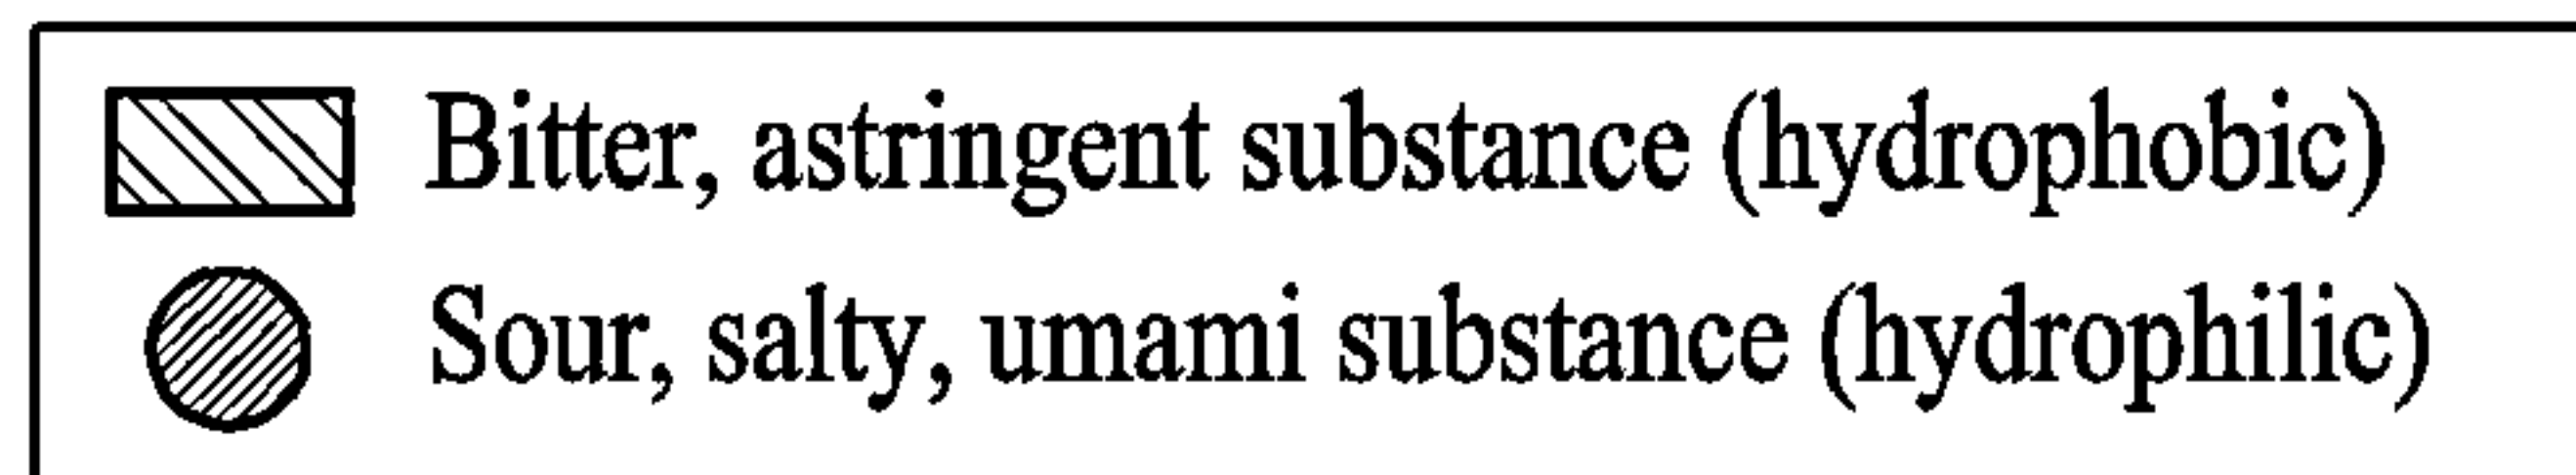 Bitter, astringent substance (hydrophobic)
Sour, salty, umami substance (hydrophilic)